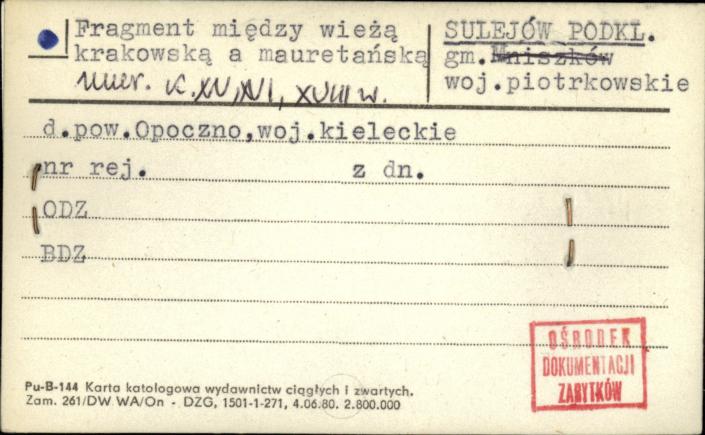 Fragment między wieżą
krakowską a mauretańską
mur. k. XV, XVI, XVIII w.
SULEJÓW PODKL.
gm. Mniszków
woj.piotrkowskie
d.pow.Opoczno,woj.kieleckie
nr rej. z dn.
ODZ
BDZ
OŚRODEK
DOKUMENTACJI
ZABYTKÓW
Pu-B-144 Karta katologowa wydawnictw ciągłych i zwartych.
Zam. 261/DW WA/On - DZG, 1501-1-271, 4.06.80. 2.800.000